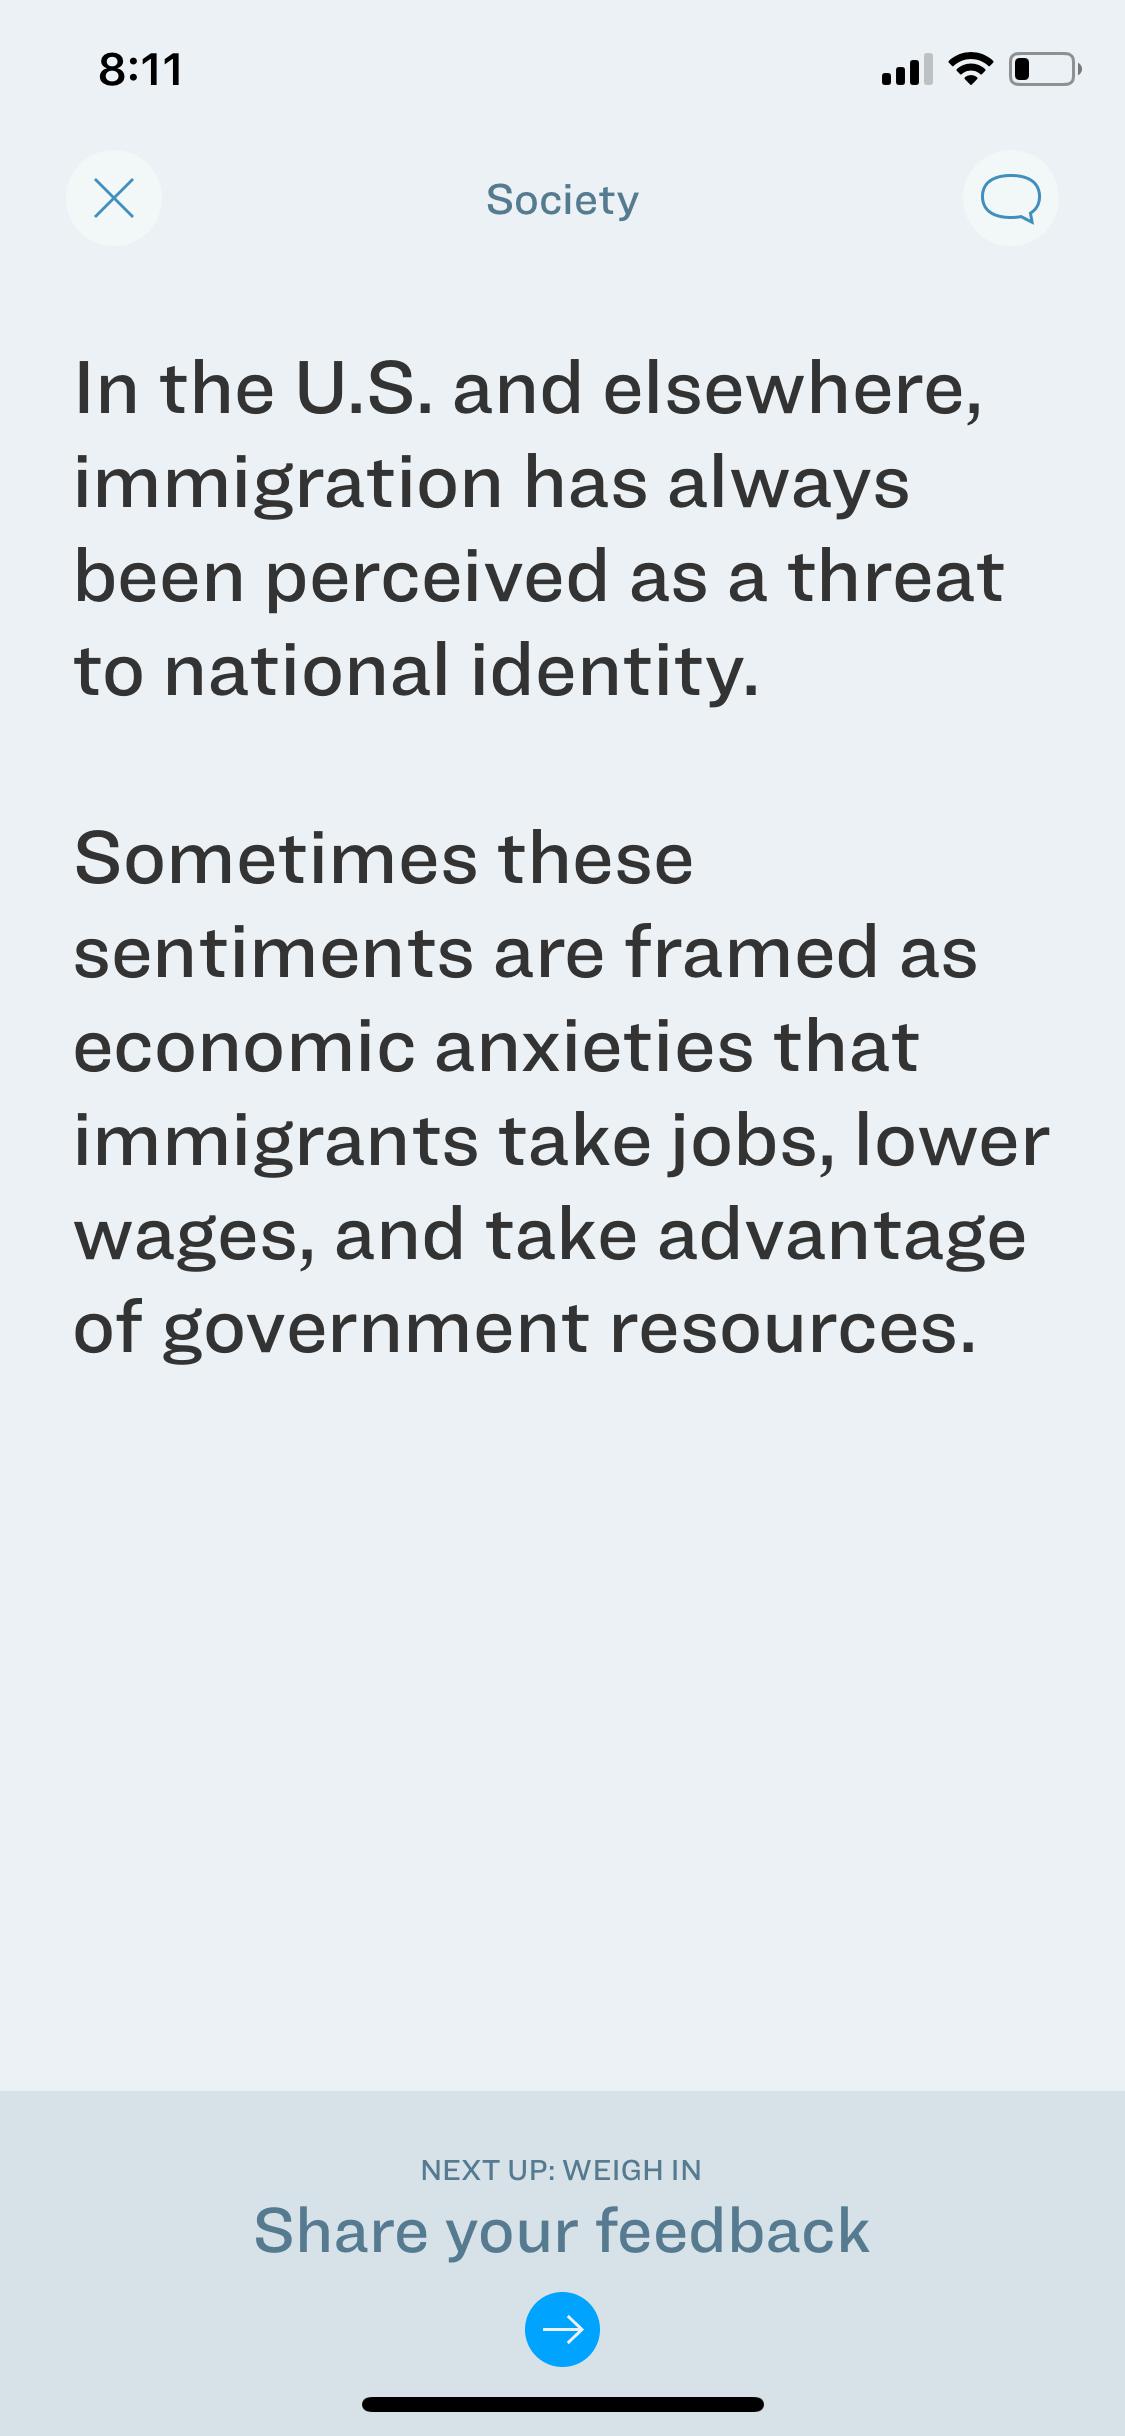 8:11
Society
In the U.S. and elsewhere,
immigration has always
been perceived as a threat
to national identity.
Sometimes these
sentiments are framed as
economic anxieties that
immigrants take jobs, lower
wages, and take advantage
of government resources.
NEXT UP: WEIGH IN
Share your feedback